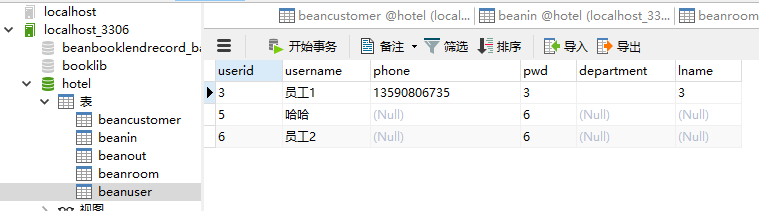 localhost
localhost_3306
beanbooklendrecord_ba
booklib
hotel
表
beancustomer
beanin
beanout
beanroom
beanuser
beancustomer @hotel (local...
beanin @hotel (localhost_33...
beanroom
开始事务 备注 筛选 排序 导入 导出
userid username phone pwd department lname
3 员工1 13590806735 3 3
5 哈哈 (Null) 6 (Null) (Null)
6 员工2 (Null) 6 (Null) (Null)